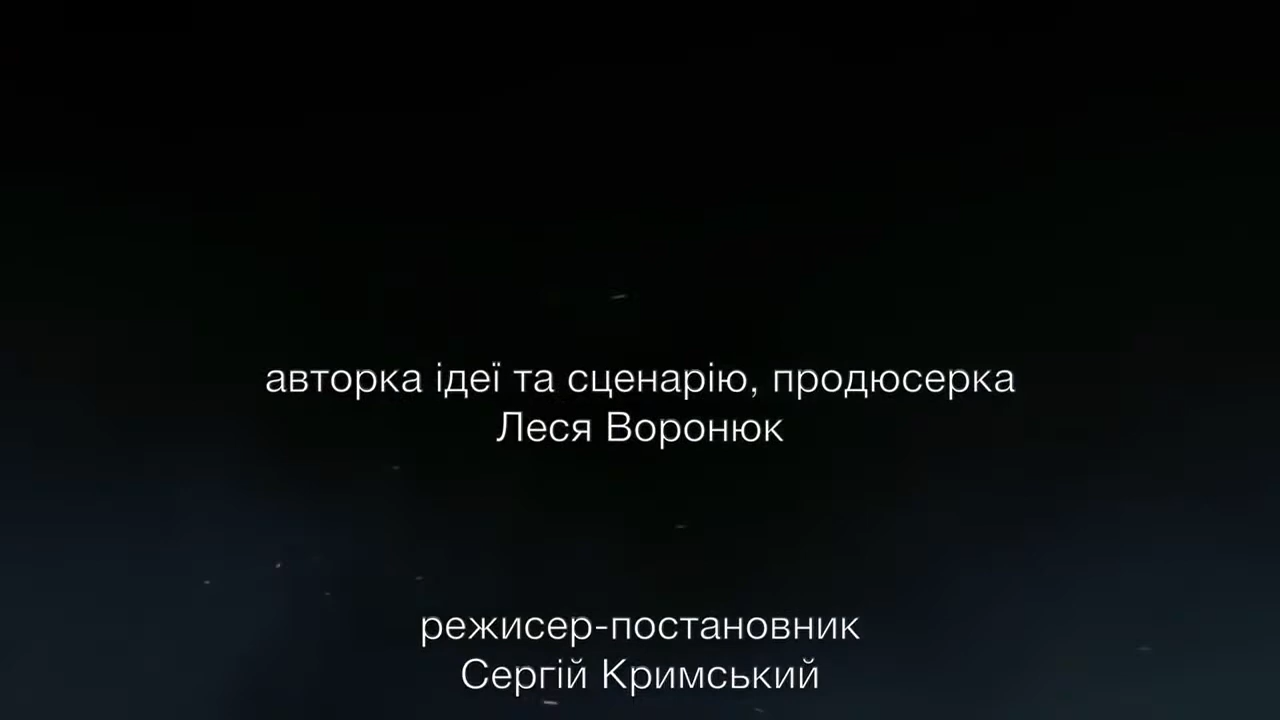 авторка ідеї та сценарію, продюсерка
Леся Воронюк
режисер-постановник
Сергій Кримський